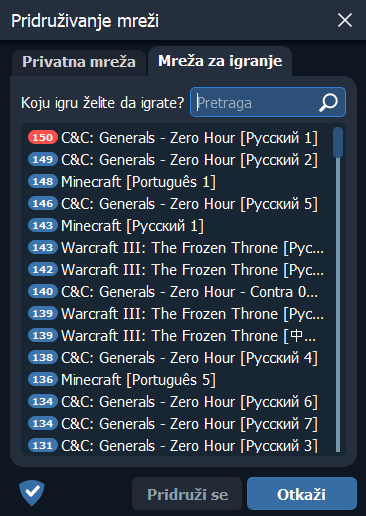 Pridruživanje mreži
Privatna mreža
Mreža za igranje
Koju igru želite da igrate?
Pretraga
150 C&C: Generals - Zero Hour [Русский 1]
149 C&C: Generals - Zero Hour [Русский 2]
148 Minecraft [Português 1]
146 C&C: Generals - Zero Hour [Русский 5]
143 Minecraft [Русский 1]
143 Warcraft III: The Frozen Throne [Рус...
142 Warcraft III: The Frozen Throne [Рус...
140 C&C: Generals - Zero Hour - Contra 0...
139 Warcraft III: The Frozen Throne [Рус...
139 Warcraft III: The Frozen Throne [中...
138 C&C: Generals - Zero Hour [Русский 4]
136 Minecraft [Português 5]
134 C&C: Generals - Zero Hour [Русский 6]
134 C&C: Generals - Zero Hour [Русский 7]
131 C&C: Generals - Zero Hour [Русский 3]
Pridruži se
Otkaži